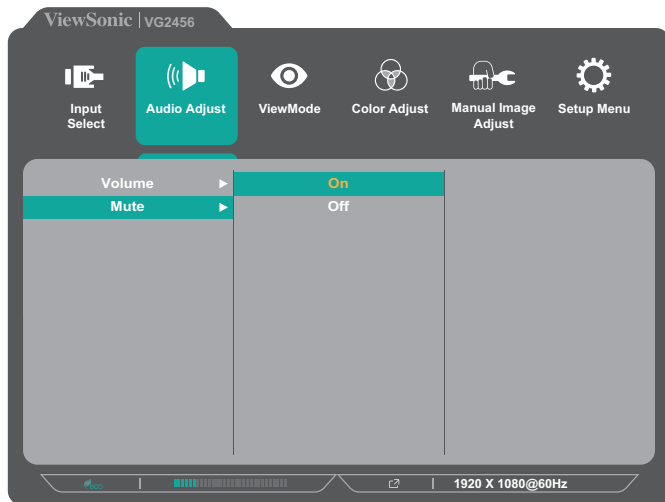 ViewSonic | VG2456
Input Select
Audio Adjust
ViewMode
Color Adjust
Manual Image Adjust
Setup Menu
Volume ▶
Mute ▶
On
Off
eco
1920 X 1080@60Hz